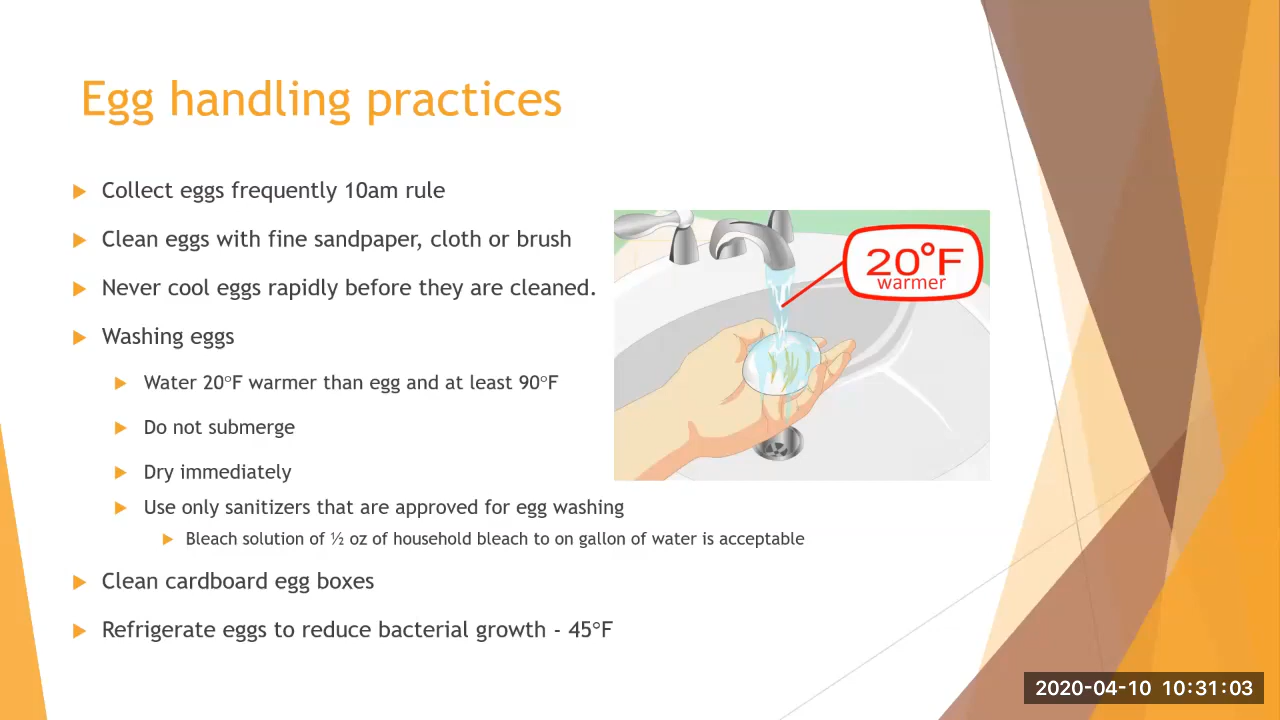 Egg handling practices
Collect eggs frequently 10am rule
Clean eggs with fine sandpaper, cloth or brush
Never cool eggs rapidly before they are cleaned.
Washing eggs
Water 20°F warmer than egg and at least 90°F
Do not submerge
Dry immediately
Use only sanitizers that are approved for egg washing
Bleach solution of ½ oz of household bleach to on gallon of water is acceptable
Clean cardboard egg boxes
Refrigerate eggs to reduce bacterial growth - 45°F
20°F
warmer
2020-04-10 10:31:03